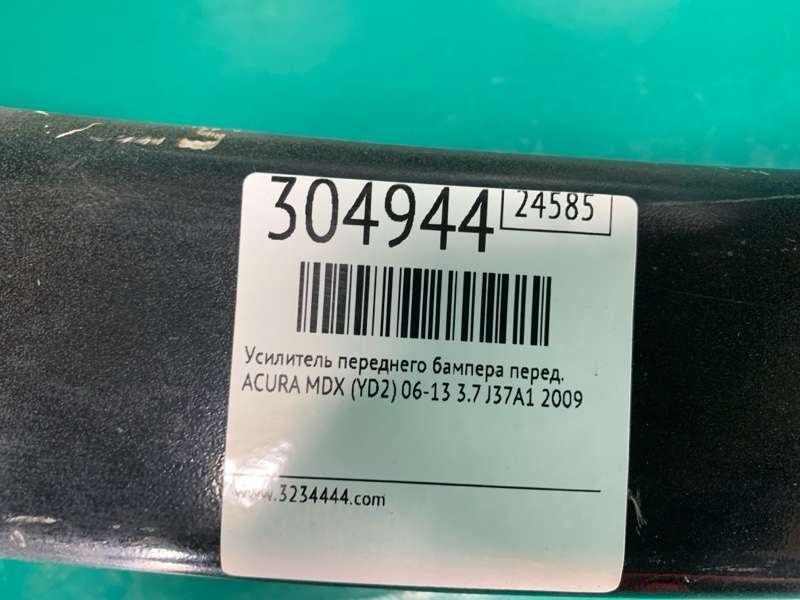 304944 24585
Усилитель переднего бампера перед.
ACURA MDX (YD2) 06-13 3.7 J37A1 2009
www.3234444.com